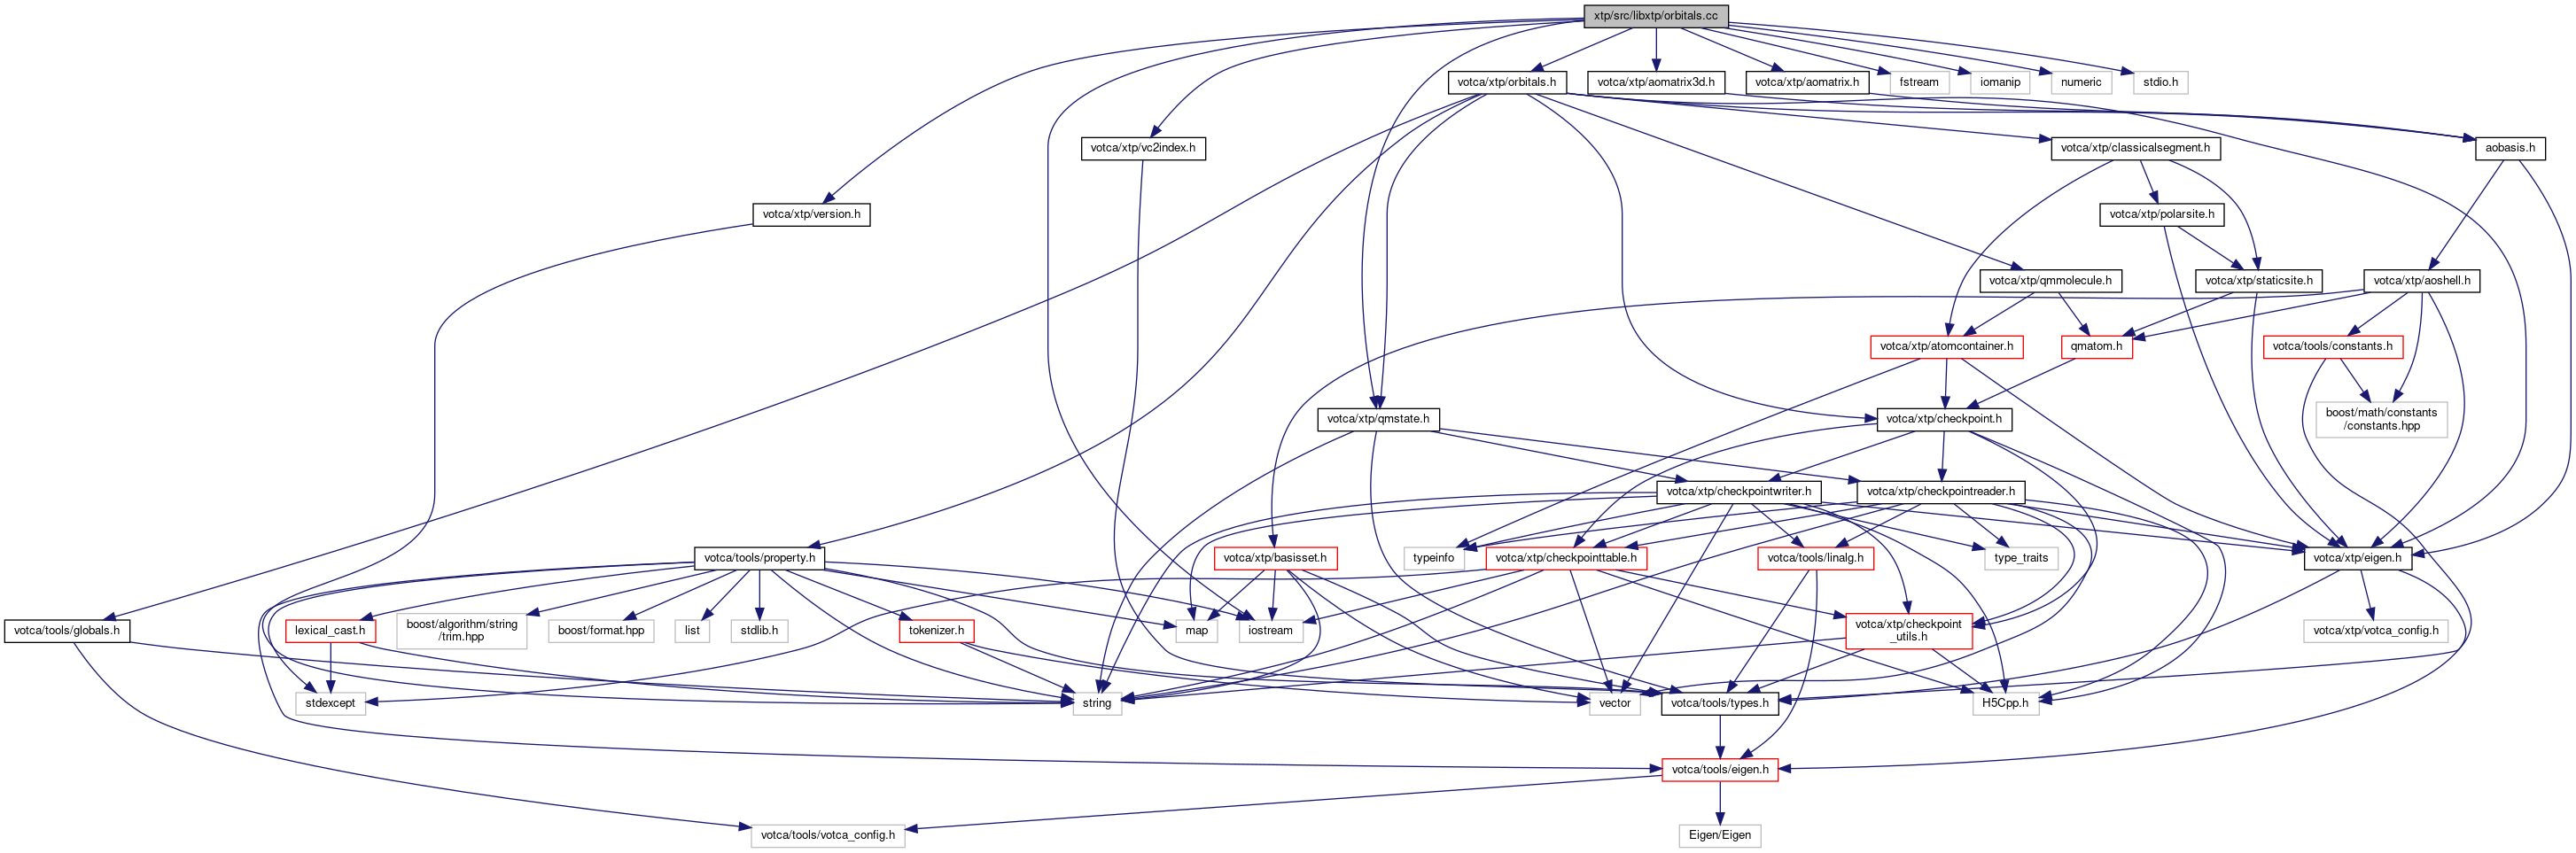 xtp/src/libxtp/orbitals.cc
votca/xtp/orbitals.h
votca/xtp/aomatrix3d.h
votca/xtp/aomatrix.h
fstream
iomanip
numeric
stdio.h
votca/xtp/vc2index.h
votca/xtp/classicalsegment.h
aobasis.h
votca/xtp/version.h
votca/xtp/polarsite.h
votca/xtp/qmmolecule.h
votca/xtp/staticsite.h
votca/xtp/aoshell.h
votca/xtp/atomcontainer.h
qmatom.h
votca/tools/constants.h
votca/xtp/qmstate.h
votca/xtp/checkpoint.h
boost/math/constants
/constants.hpp
votca/xtp/checkpointwriter.h
votca/xtp/checkpointreader.h
votca/tools/property.h
votca/xtp/basisset.h
typeinfo
votca/xtp/checkpointtable.h
votca/tools/linalg.h
type_traits
votca/xtp/eigen.h
votca/tools/globals.h
lexical_cast.h
boost/algorithm/string
/trim.hpp
boost/format.hpp
list
stdlib.h
tokenizer.h
map
iostream
votca/xtp/checkpoint
_utils.h
votca/xtp/votca_config.h
stdexcept
string
vector
votca/tools/types.h
H5Cpp.h
votca/tools/eigen.h
votca/tools/votca_config.h
Eigen/Eigen